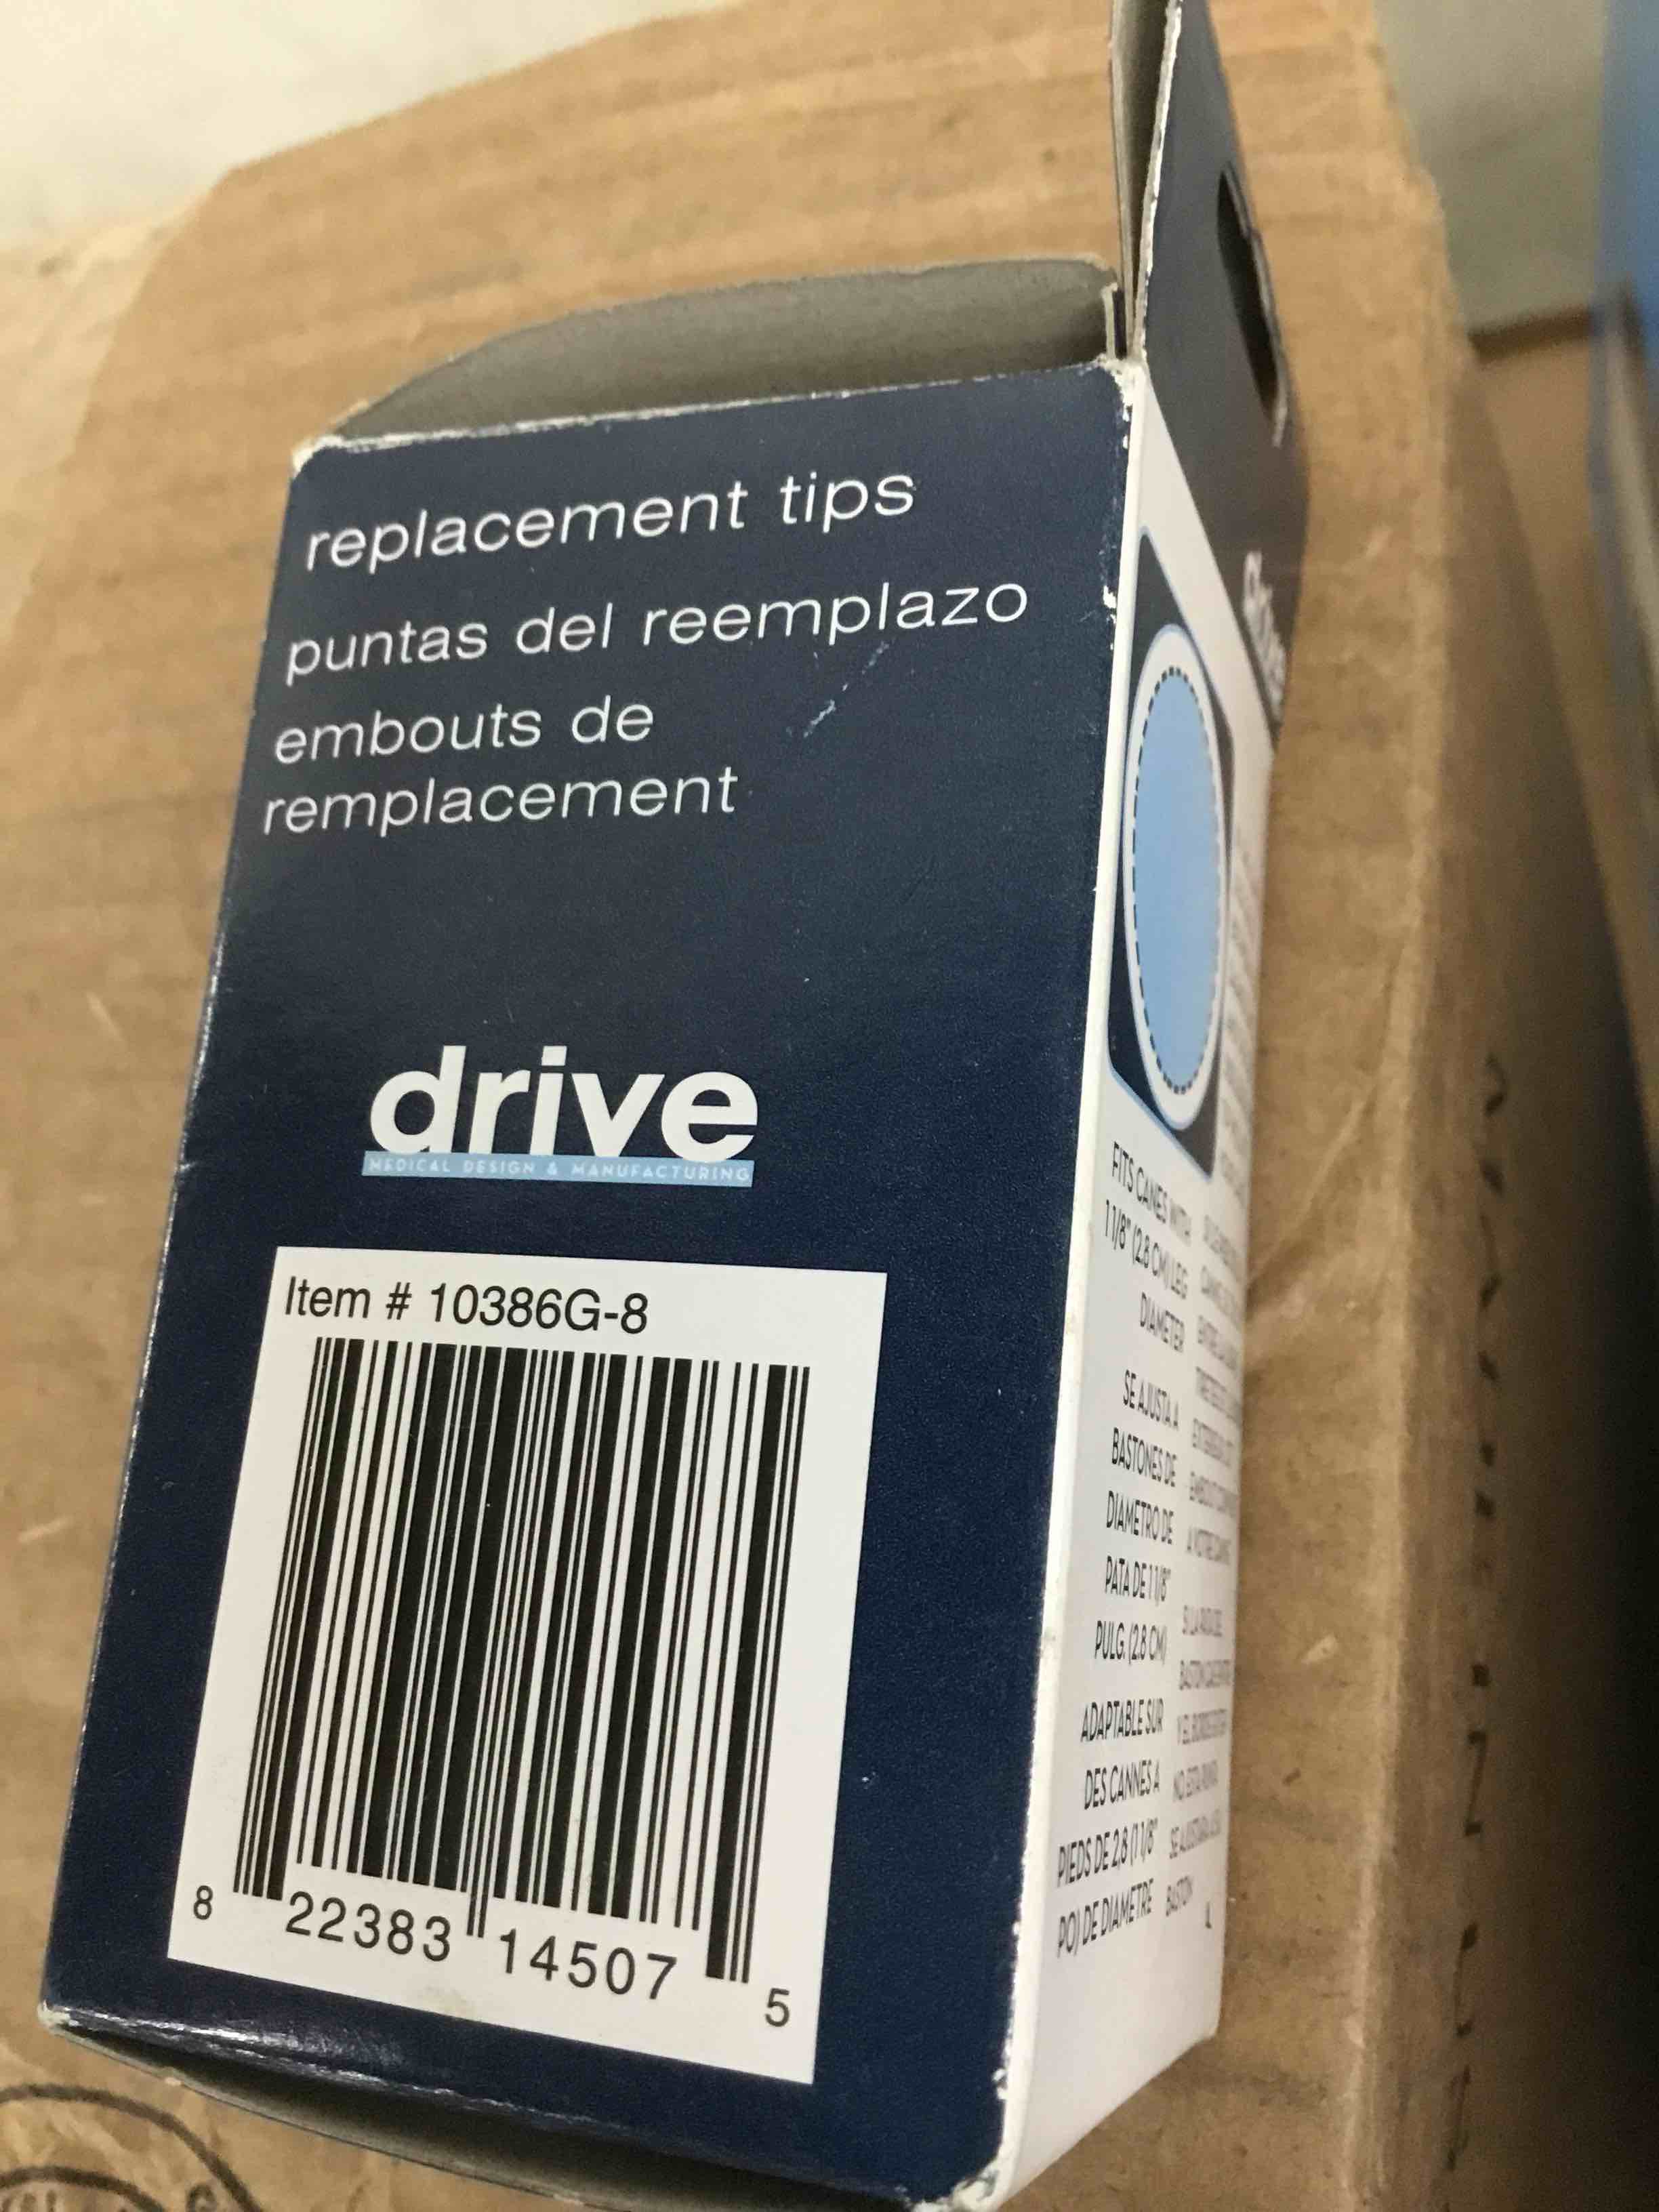 replacement tips
puntas del reemplazo
embouts de
remplacement
drive
MEDICAL DESIGN & MANUFACTURING
Item # 10386G-8
8 22383 14507 5
FITS CANES WITH
1 1/8" (2.8 CM) LEG
DIAMETER
SE AJUSTA A
BASTONES DE
DIAMETRO DE
PATA DE 1 1/8"
PULG. (2.8 CM)
ADAPTABLE SUR
DES CANNES A
PIEDS DE 2,8 (1 1/8"
PO) DE DIAMETRE